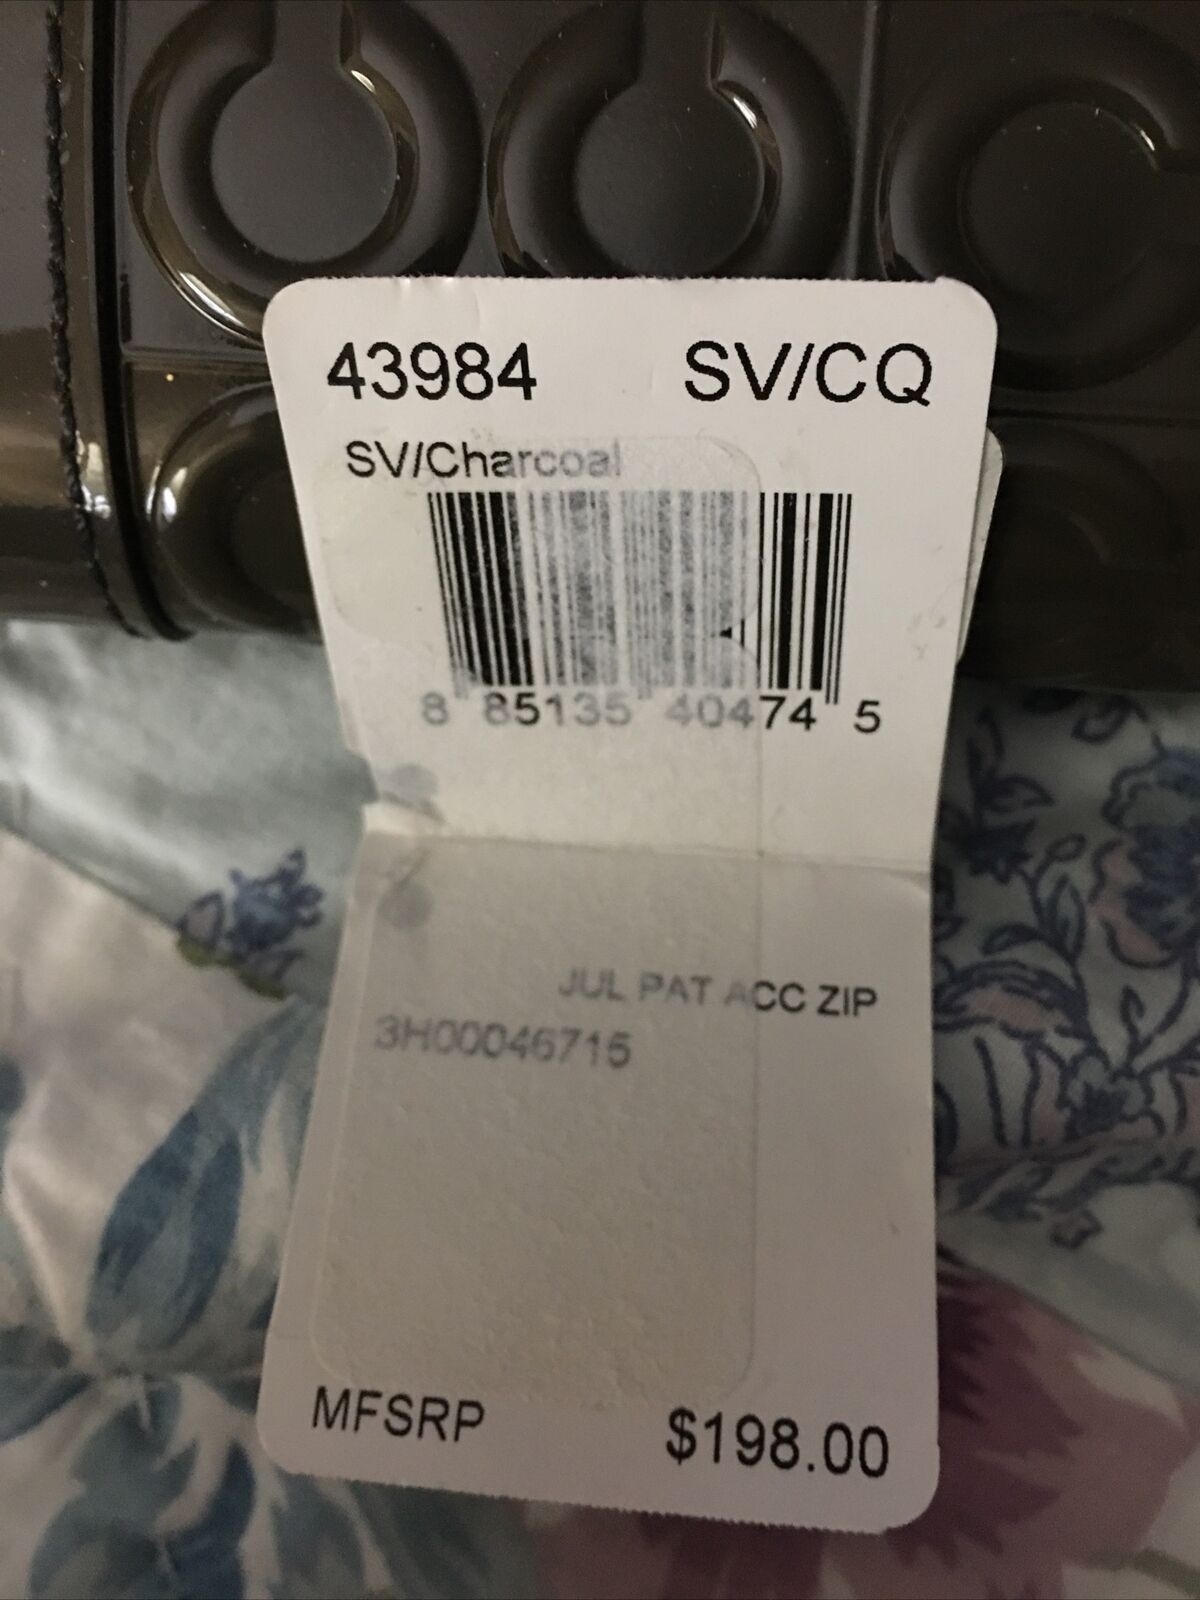 43984 SV/CQ
SV/Charcoal
8 85135 40474 5
JUL PAT ACC ZIP
3H00046715
MFSRP $198.00